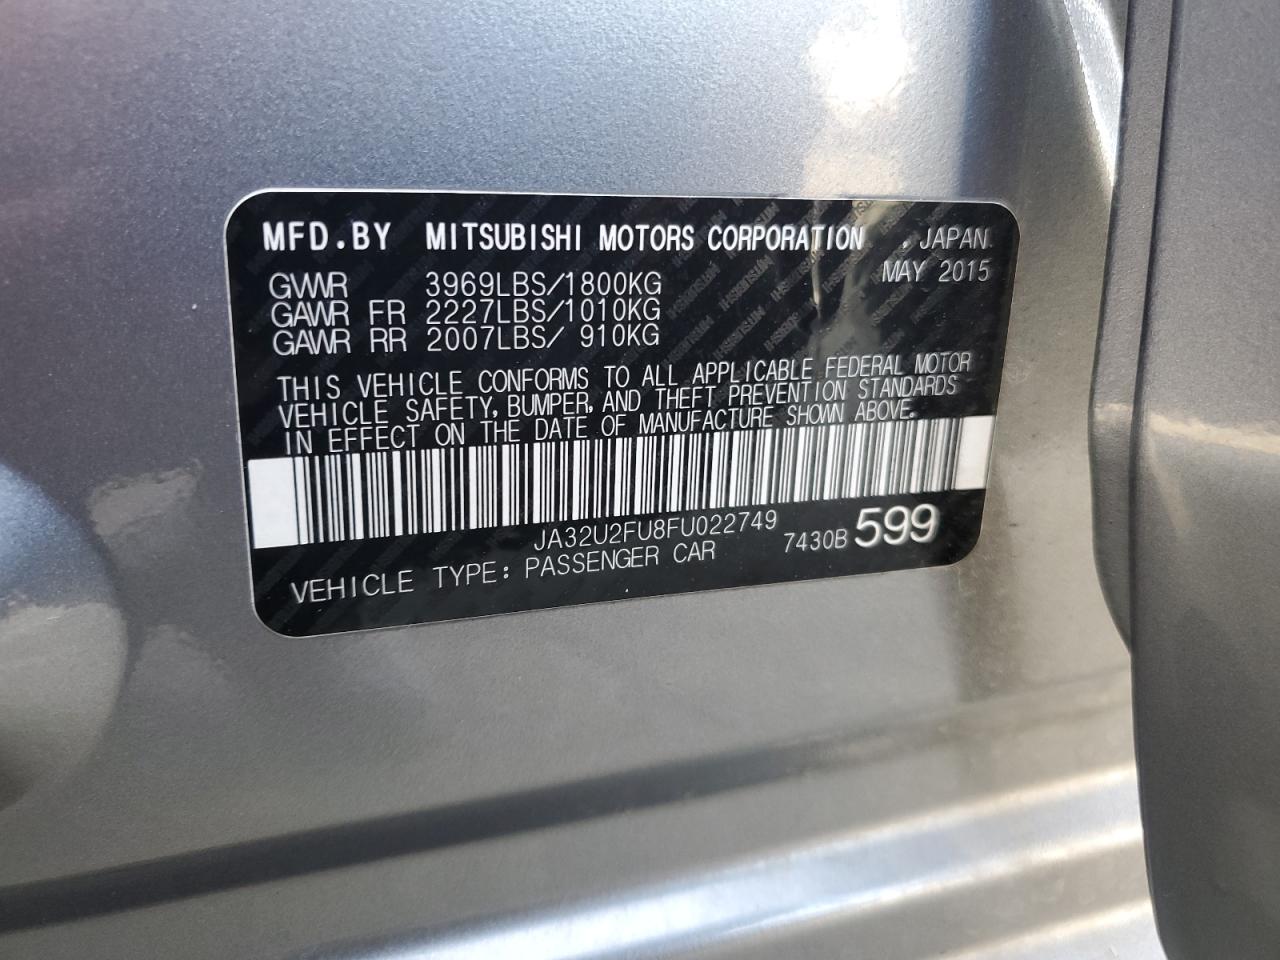 MFD.BY MITSUBISHI MOTORS CORPORATION , JAPAN.
GVWR 3969LBS/1800KG MAY 2015
GAWR FR 2227LBS/1010KG
GAWR RR 2007LBS/ 910KG
THIS VEHICLE CONFORMS TO ALL APPLICABLE FEDERAL MOTOR
VEHICLE SAFETY, BUMPER, AND THEFT PREVENTION STANDARDS
IN EFFECT ON THE DATE OF MANUFACTURE SHOWN ABOVE.
JA32U2FU8FU022749 7430B 599
VEHICLE TYPE: PASSENGER CAR